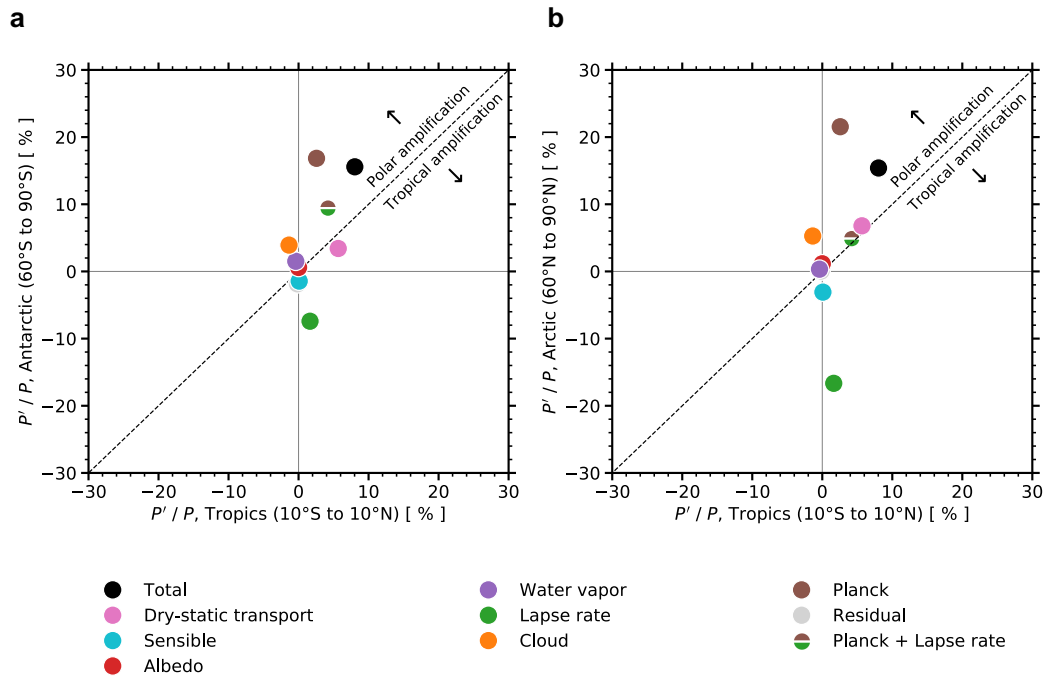 a
b
30
20
10
0
−10
−20
−30
−30
−20
−10
0
10
20
30
P′ / P, Antarctic (60°S to 90°S) [ % ]
P′ / P, Tropics (10°S to 10°N) [ % ]
Polar amplification
Tropical amplification
30
20
10
0
−10
−20
−30
−30
−20
−10
0
10
20
30
P′ / P, Arctic (60°N to 90°N) [ % ]
P′ / P, Tropics (10°S to 10°N) [ % ]
Polar amplification
Tropical amplification
Total
Dry-static transport
Sensible
Albedo
Water vapor
Lapse rate
Cloud
Planck
Residual
Planck + Lapse rate